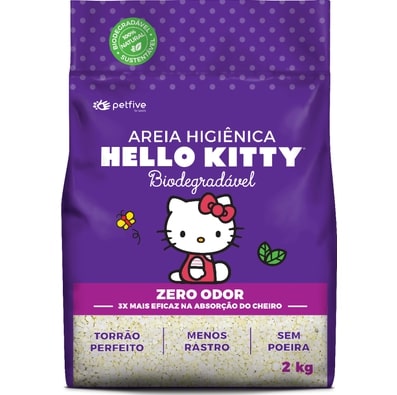 BIODEGRADÁVEL
100%
NATURAL
SUSTENTÁVEL
petfive
AREIA HIGIÊNICA
HELLO KITTY
Biodegradável
ZERO ODOR
3X MAIS EFICAZ NA ABSORÇÃO DO CHEIRO
TORRÃO PERFEITO
MENOS RASTRO
SEM POEIRA
2 kg